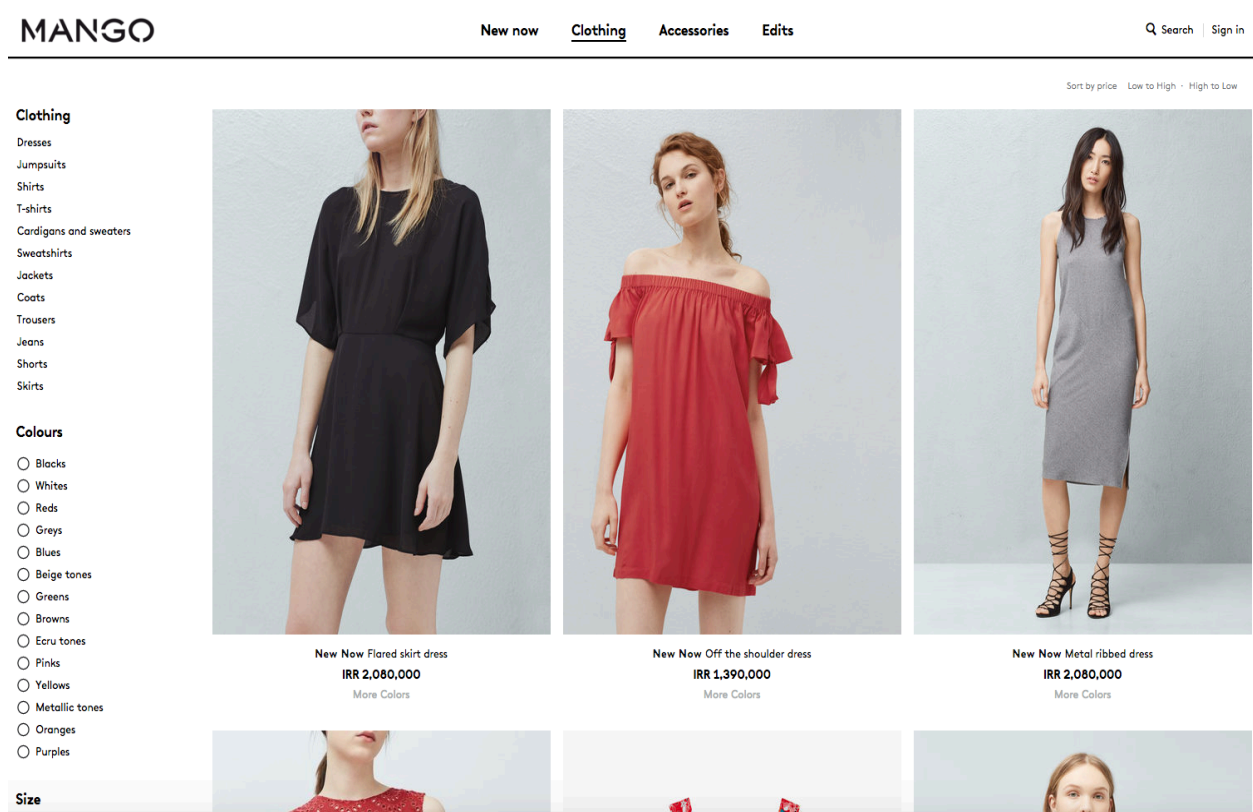 MANGO
New now Clothing Accessories Edits
Search Sign in
Sort by price Low to High · High to Low
Clothing
Dresses
Jumpsuits
Shirts
T-shirts
Cardigans and sweaters
Sweatshirts
Jackets
Coats
Trousers
Jeans
Shorts
Skirts
Colours
Blacks
Whites
Reds
Greys
Blues
Beige tones
Greens
Browns
Ecru tones
Pinks
Yellows
Metallic tones
Oranges
Purples
Size
New Now Flared skirt dress
IRR 2,080,000
More Colors
New Now Off the shoulder dress
IRR 1,390,000
More Colors
New Now Metal ribbed dress
IRR 2,080,000
More Colors